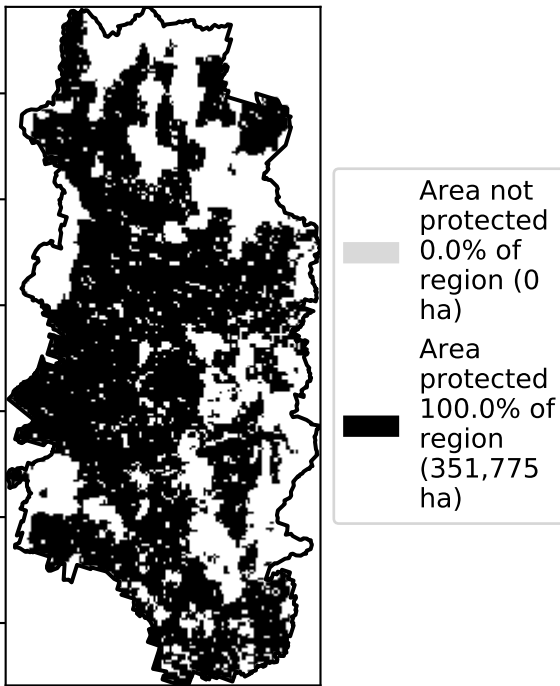 Area not
protected
0.0% of
region (0
ha)
Area
protected
100.0% of
region
(351,775
ha)